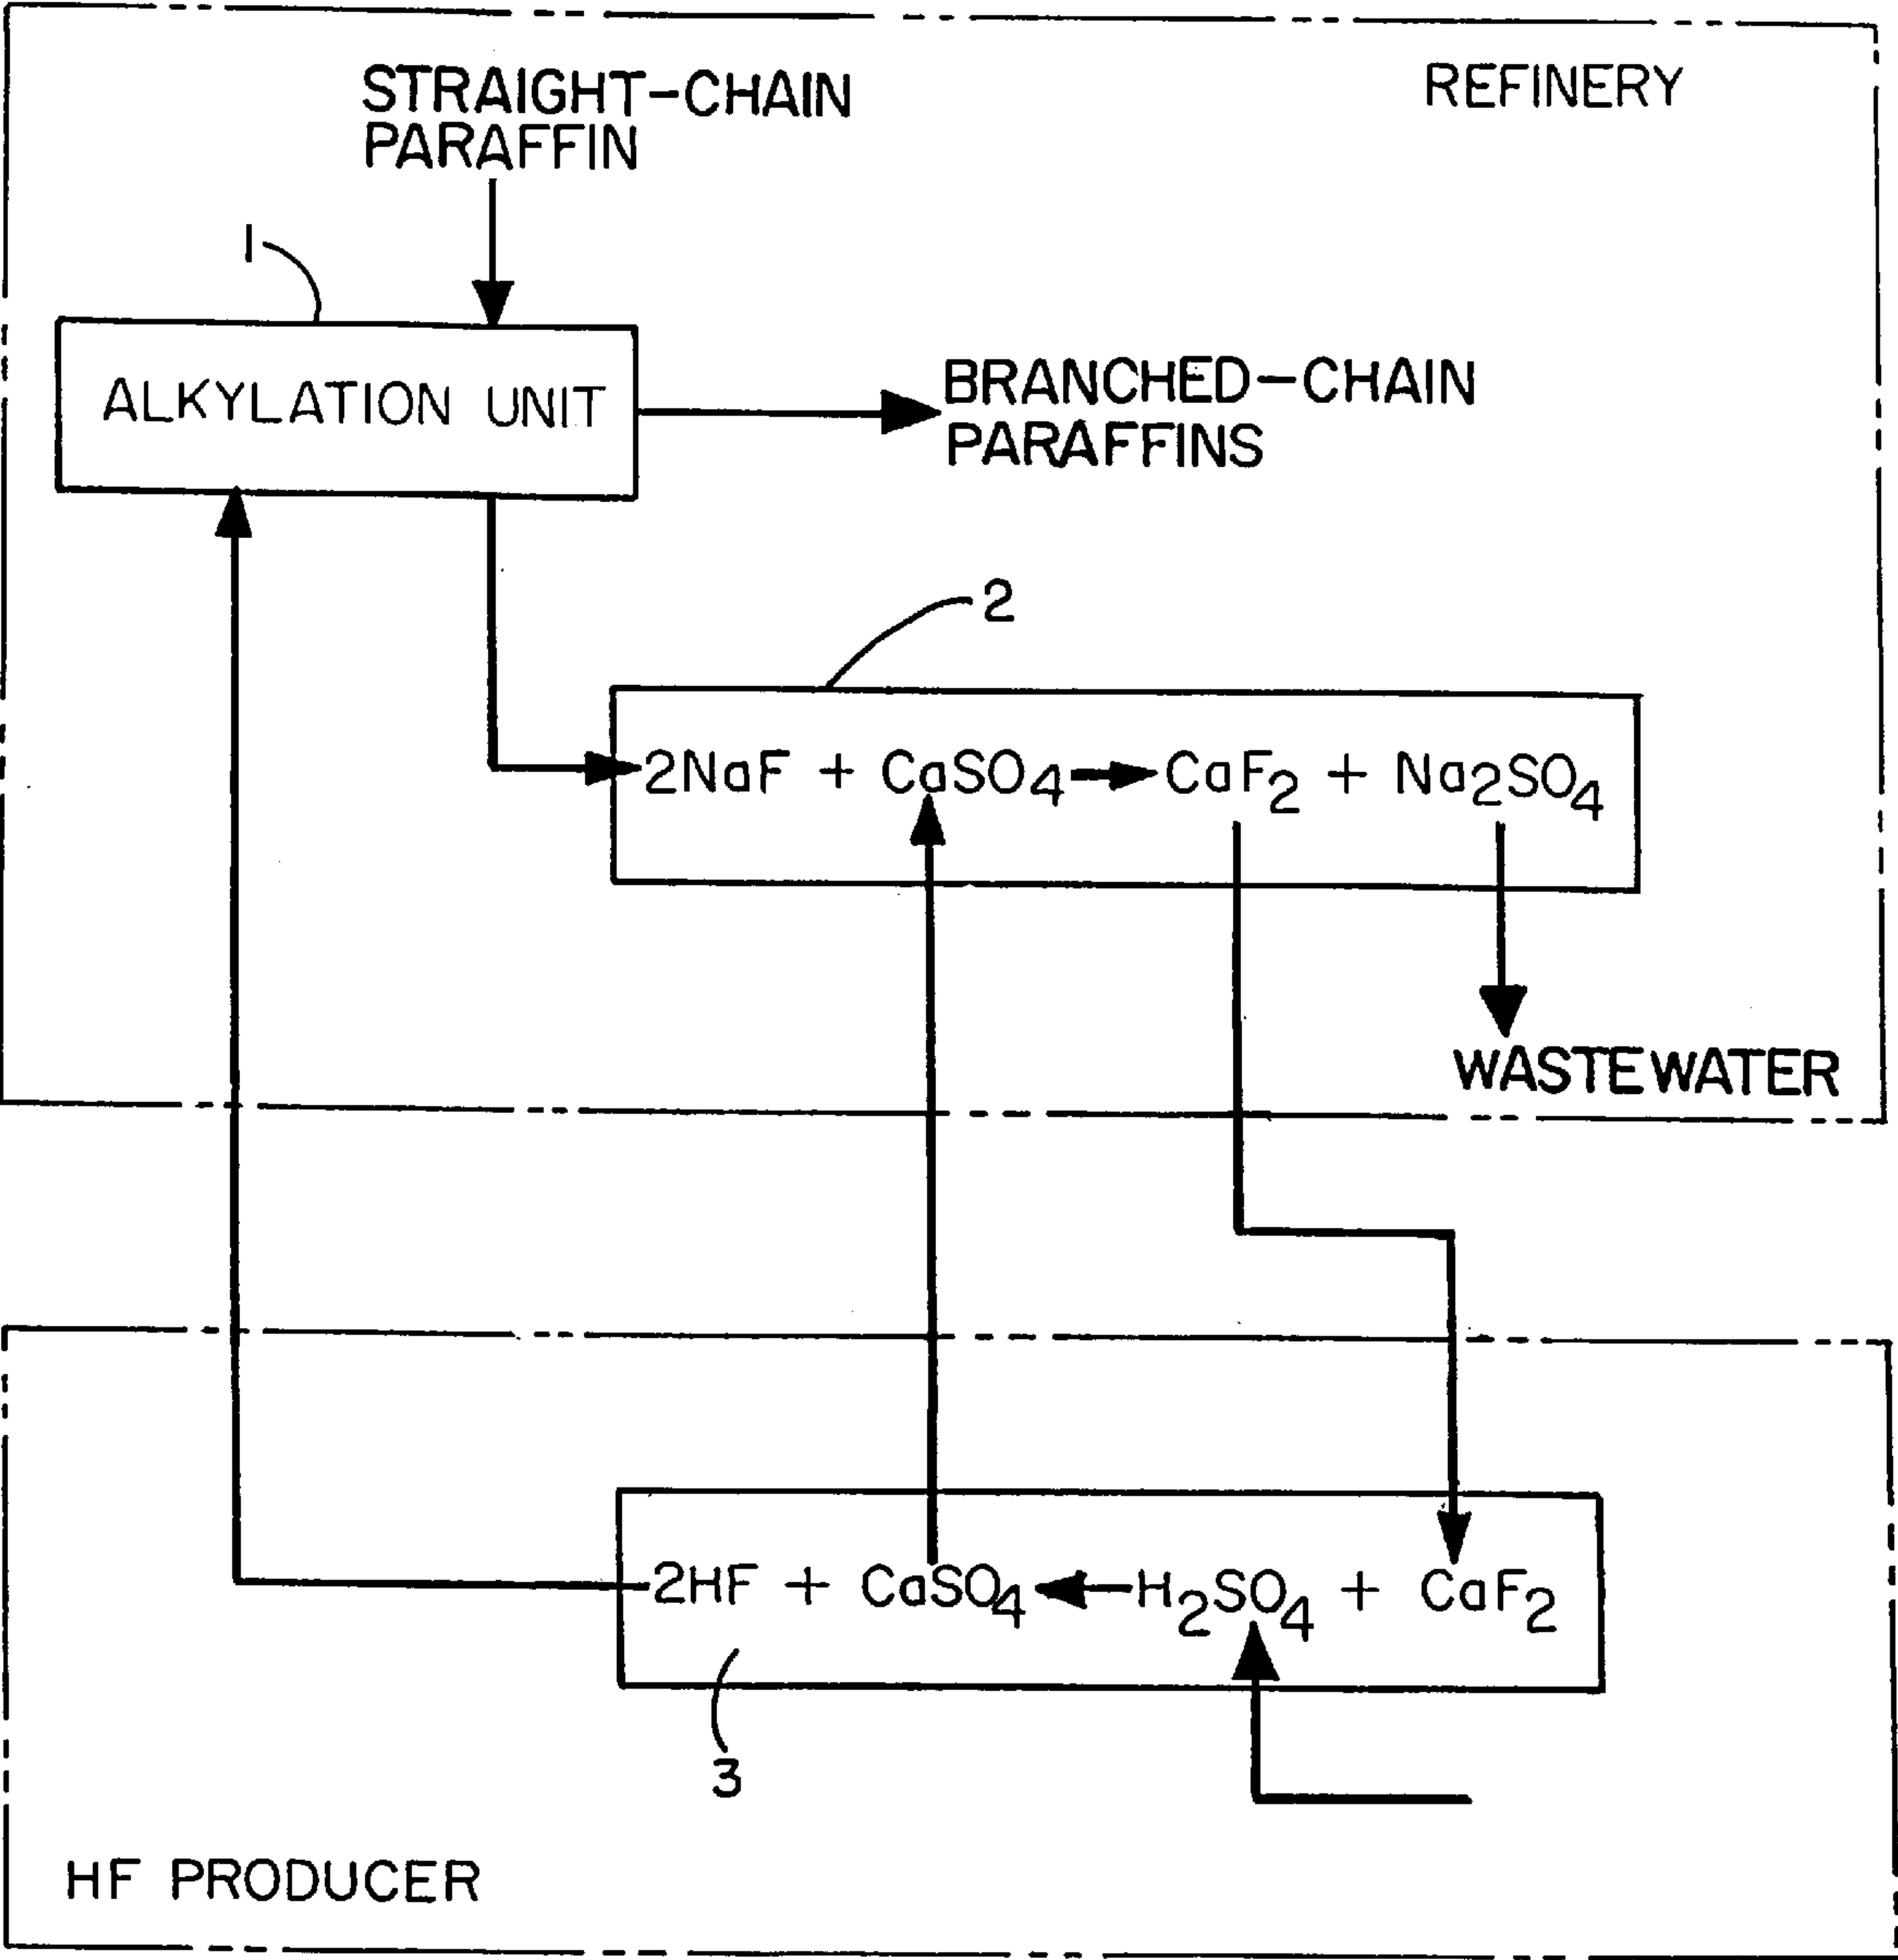 REFINERY
STRAIGHT-CHAIN
PARAFFIN
1
ALKYLATION UNIT
BRANCHED-CHAIN
PARAFFINS
2
2NaF + CaSO4 → CaF2 + Na2SO4
WASTEWATER
2HF + CaSO4 ← H2SO4 + CaF2
3
HF PRODUCER